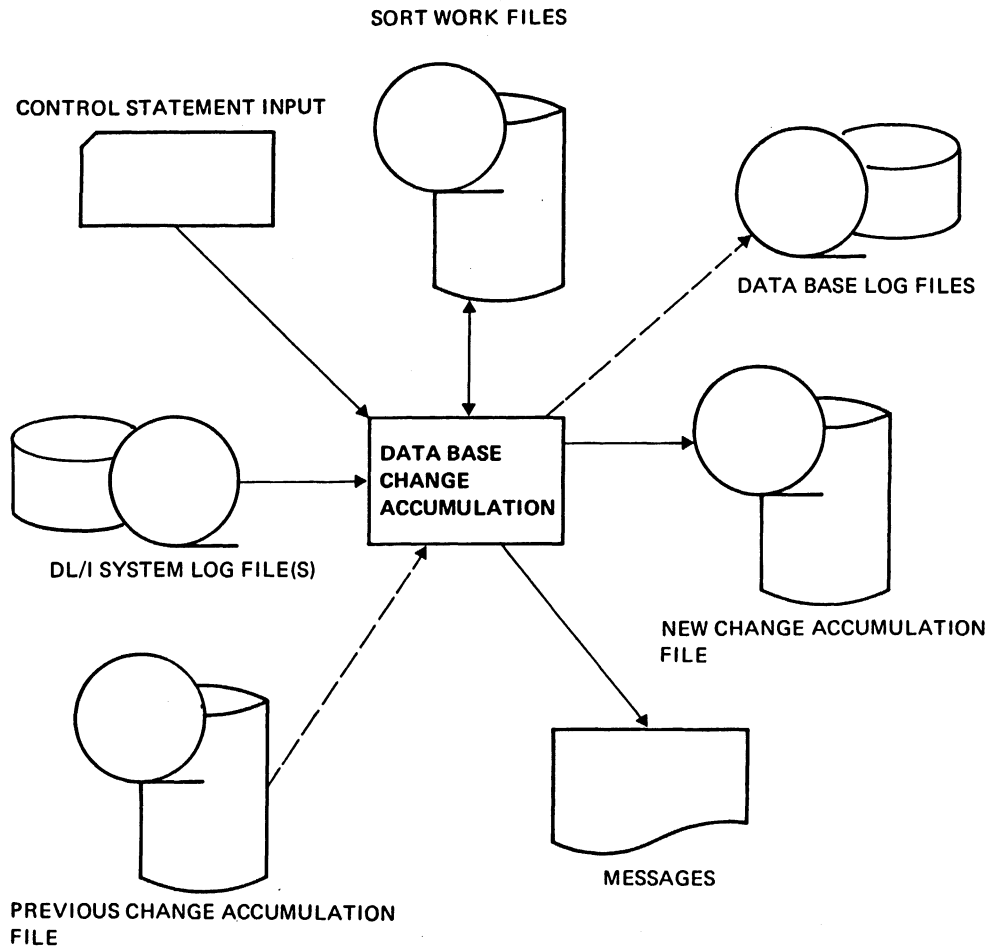 SORT WORK FILES
CONTROL STATEMENT INPUT
DATA BASE LOG FILES
DATA BASE
CHANGE
ACCUMULATION
DL/I SYSTEM LOG FILE(S)
NEW CHANGE ACCUMULATION
FILE
MESSAGES
PREVIOUS CHANGE ACCUMULATION
FILE